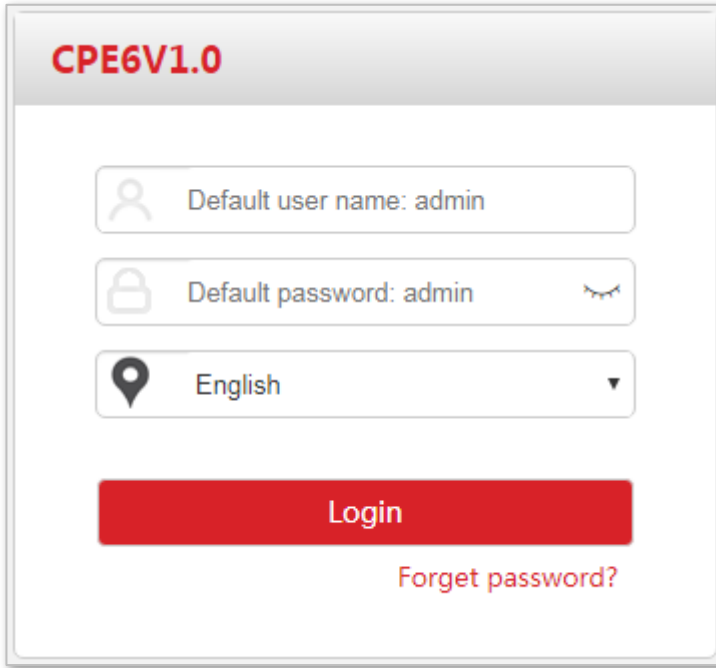 CPE6V1.0
Default user name: admin
Default password: admin
English
Login
Forget password?